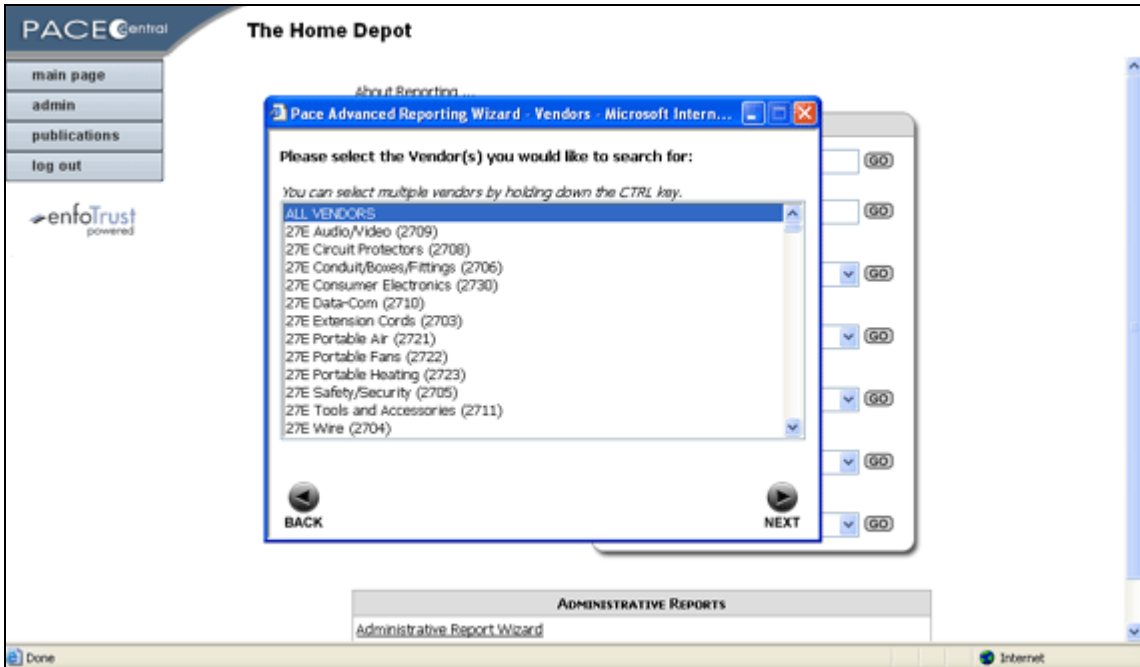 PACECentral
The Home Depot
main page
admin
publications
log out
enfoTrust
powered
About Reporting ...
Pace Advanced Reporting Wizard - Vendors - Microsoft Intern...
Please select the Vendor(s) you would like to search for:
You can select multiple vendors by holding down the CTRL key.
ALL VENDORS
27E Audio/Video (2709)
27E Circuit Protectors (2708)
27E Conduit/Boxes/Fittings (2706)
27E Consumer Electronics (2730)
27E Data-Com (2710)
27E Extension Cords (2703)
27E Portable Air (2721)
27E Portable Fans (2722)
27E Portable Heating (2723)
27E Safety/Security (2705)
27E Tools and Accessories (2711)
27E Wire (2704)
BACK
NEXT
GO
GO
GO
GO
GO
GO
GO
ADMINISTRATIVE REPORTS
Administrative Report Wizard
Done
Internet